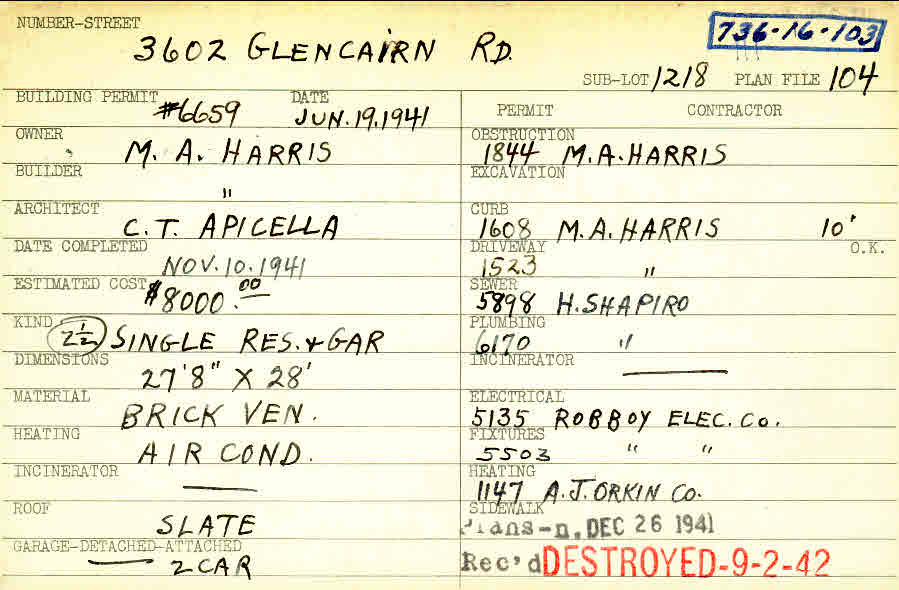 NUMBER-STREET
3602 GLENCAIRN RD.
736-16-103
SUB-LOT 1218 PLAN FILE 104
BUILDING PERMIT #6659 DATE JUN.19,1941
PERMIT CONTRACTOR
OWNER M. A. HARRIS
OBSTRUCTION 1844 M.A.HARRIS
BUILDER "
EXCAVATION
ARCHITECT C.T. APICELLA
CURB 1608 M.A.HARRIS 10'
DATE COMPLETED NOV.10.1941
DRIVEWAY 1523 " O.K.
ESTIMATED COST $8000.00
SEWER 5898 H.SHAPIRO
KIND 2½ SINGLE RES.+GAR
PLUMBING 6170 "
DIMENSIONS 27'8" X 28'
INCINERATOR —
MATERIAL BRICK VEN.
ELECTRICAL 5135 ROBBOY ELEC. Co.
HEATING AIR COND.
FIXTURES 5503 " "
INCINERATOR —
HEATING 1147 A.J.ORKIN Co.
ROOF SLATE
SIDEWALK
Plans-n. DEC 26 1941
GARAGE-DETACHED-ATTACHED
— 2 CAR
Rec'd DESTROYED-9-2-42